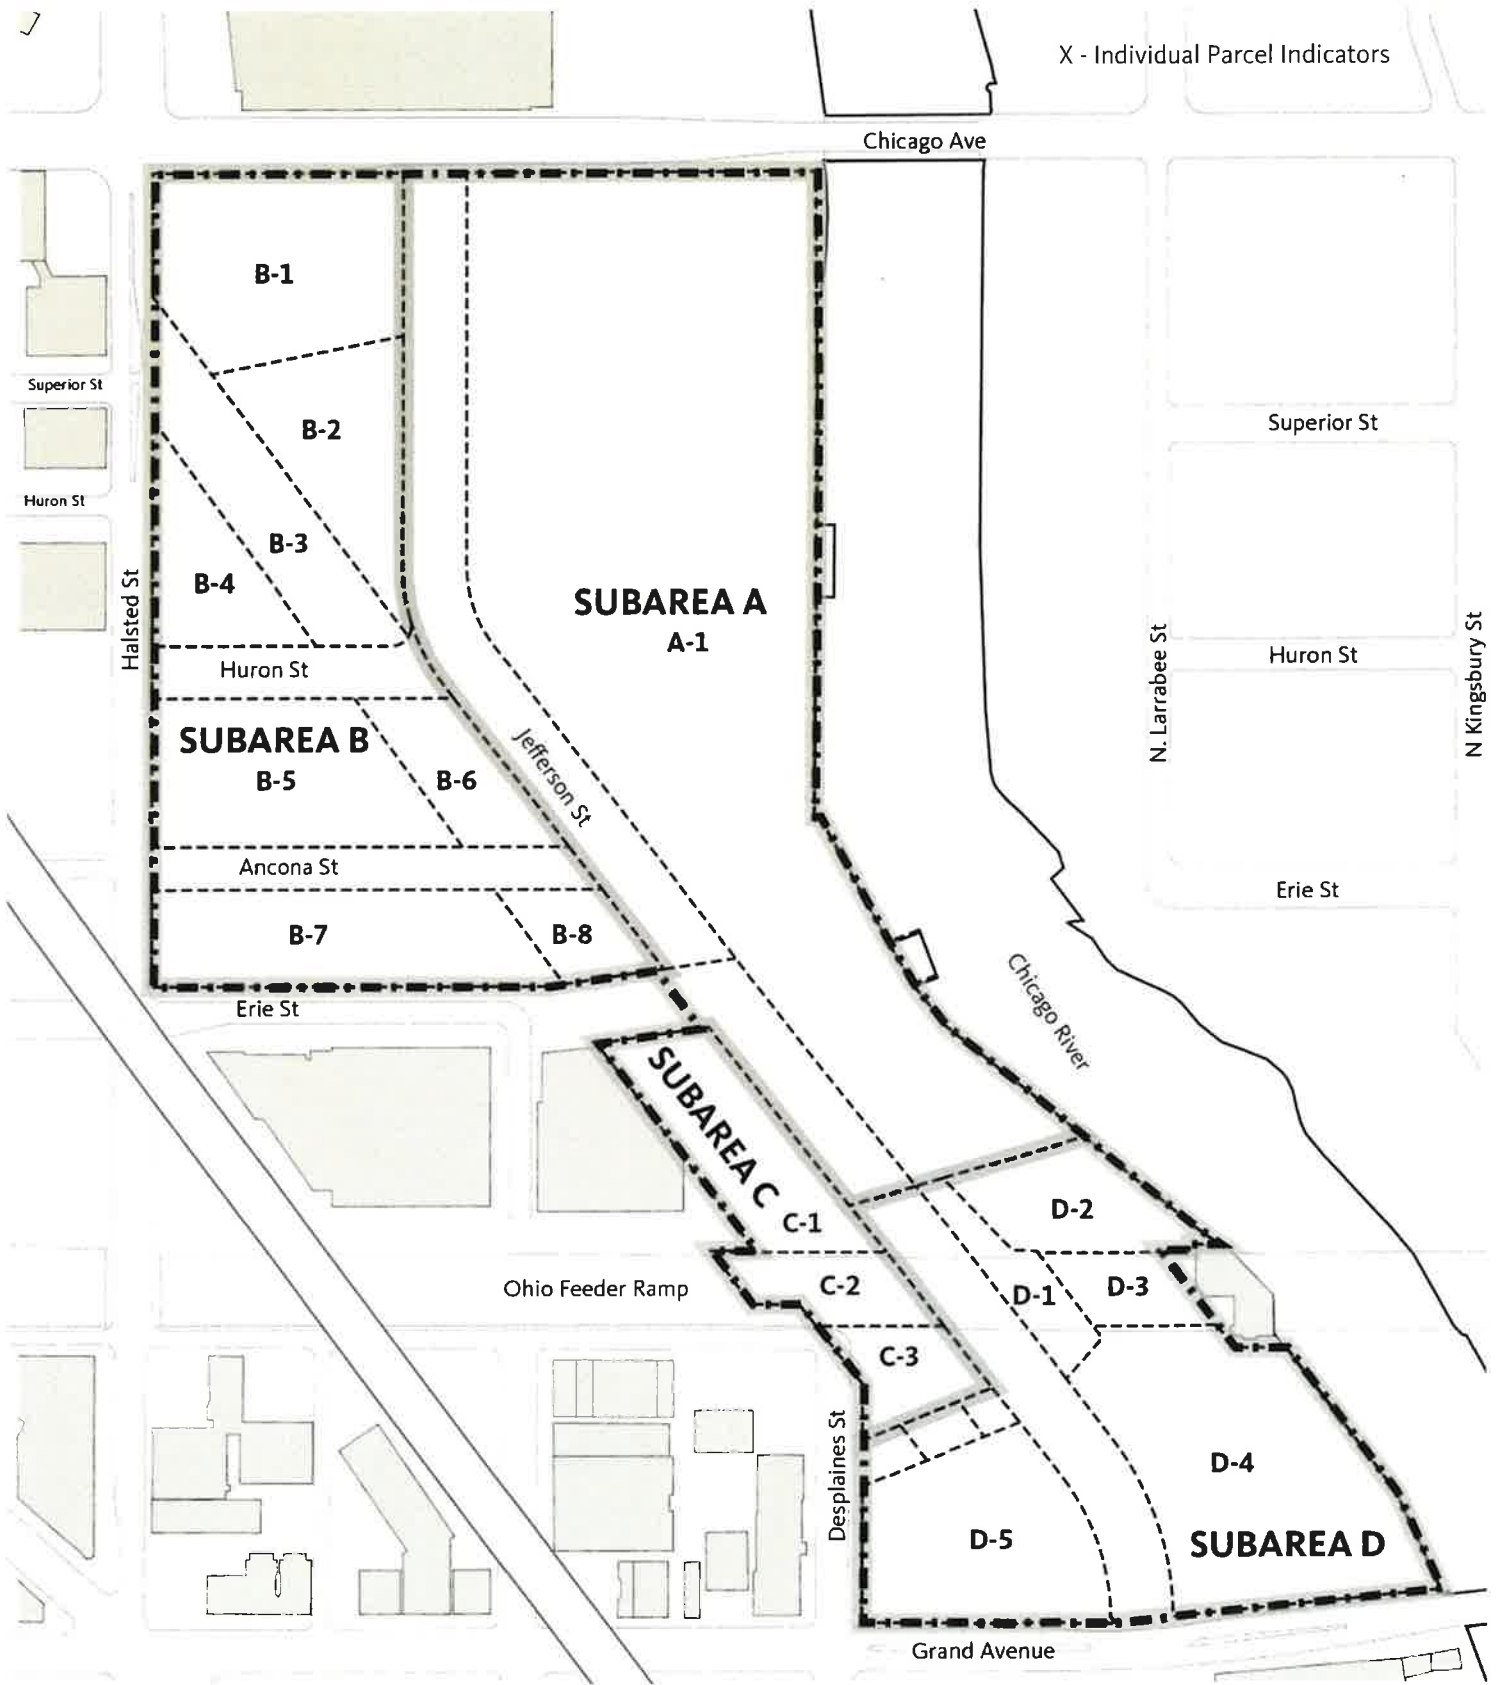 X - Individual Parcel Indicators
Chicago Ave
B-1
Superior St
B-2
Superior St
Huron St
B-3
B-4
Halsted St
SUBAREA A
A-1
Huron St
N. Larrabee St
Huron St
N Kingsbury St
SUBAREA B
B-5
B-6
Jefferson St
Ancona St
Erie St
B-7
B-8
Erie St
Chicago River
SUBAREA C
C-1
D-2
Ohio Feeder Ramp
C-2
D-1
D-3
C-3
Desplaines St
D-4
D-5
SUBAREA D
Grand Avenue